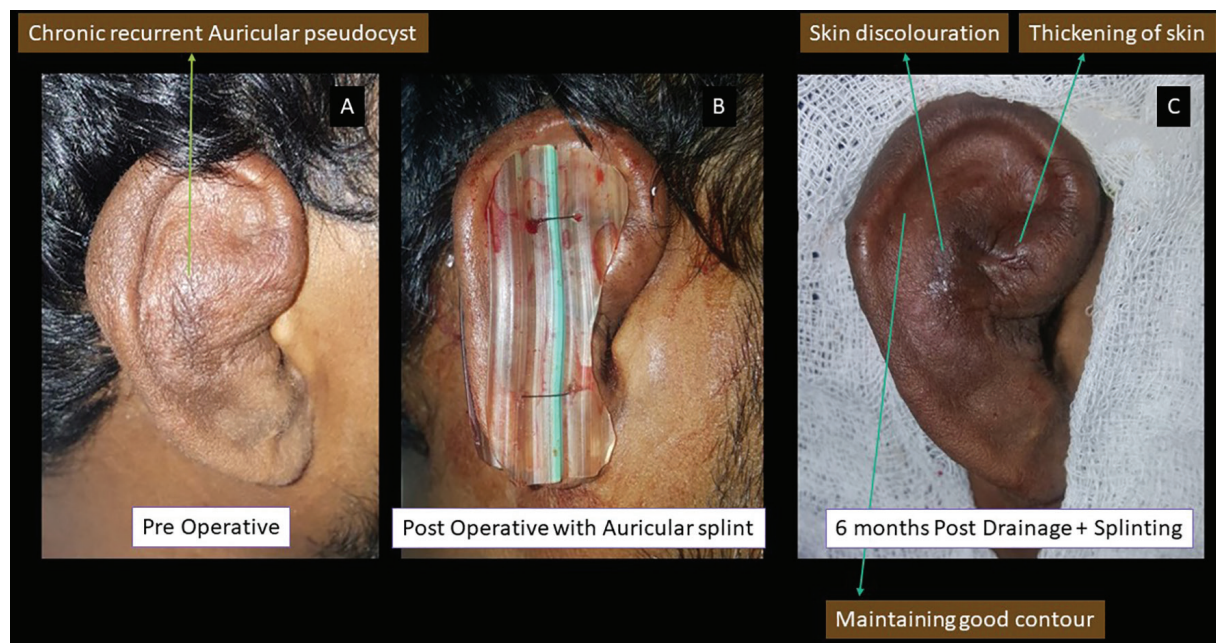 Chronic recurrent Auricular pseudocyst
Skin discolouration
Thickening of skin
A
B
C
Pre Operative
Post Operative with Auricular splint
6 months Post Drainage + Splinting
Maintaining good contour